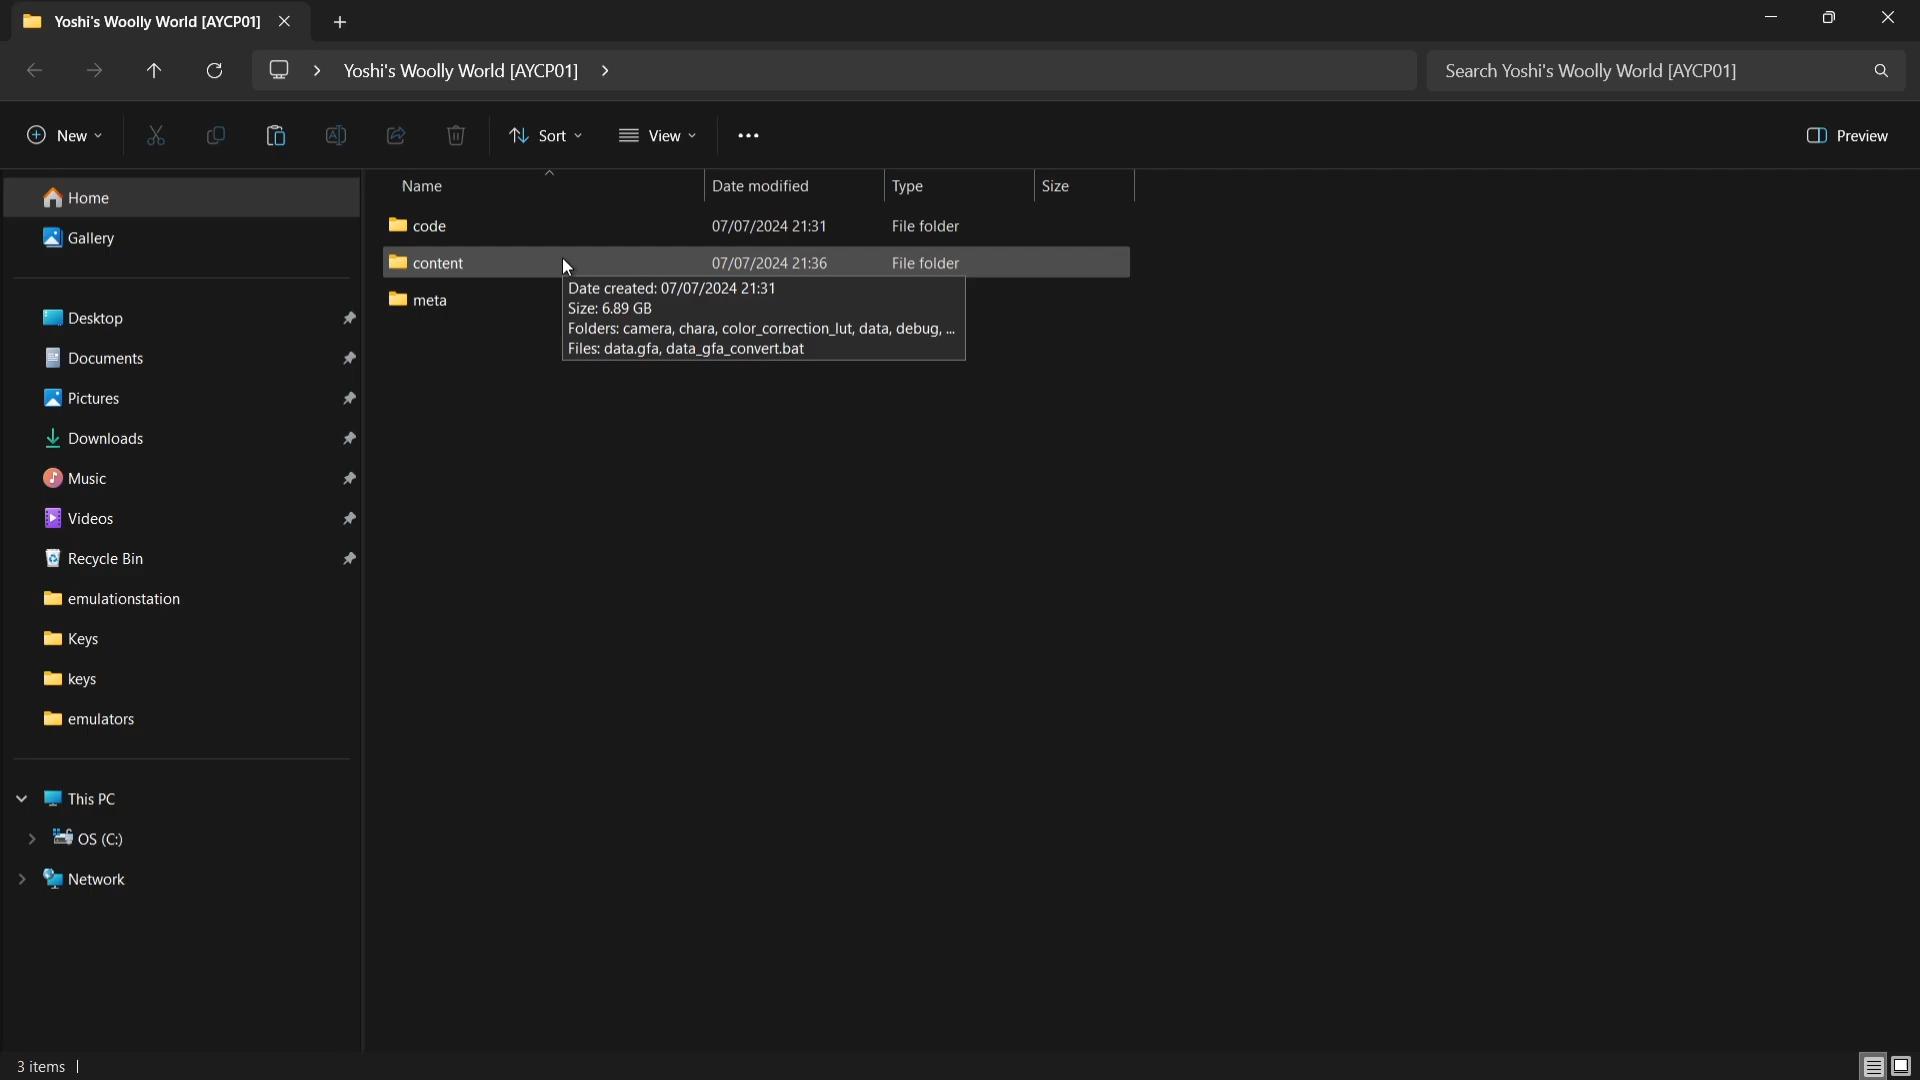 Yoshi's Woolly World [AYCP01]
Yoshi's Woolly World [AYCP01]
Search Yoshi's Woolly World [AYCP01]
New
Sort
View
Preview
Home
Gallery
Desktop
Documents
Pictures
Downloads
Music
Videos
Recycle Bin
emulationstation
Keys
keys
emulators
This PC
OS (C:)
Network
Name Date modified Type Size
code 07/07/2024 21:31 File folder
content 07/07/2024 21:36 File folder
meta
Date created: 07/07/2024 21:31
Size: 6.89 GB
Folders: camera, chara, color_correction_lut, data, debug, ...
Files: data.gfa, data_gfa_convert.bat
3 items